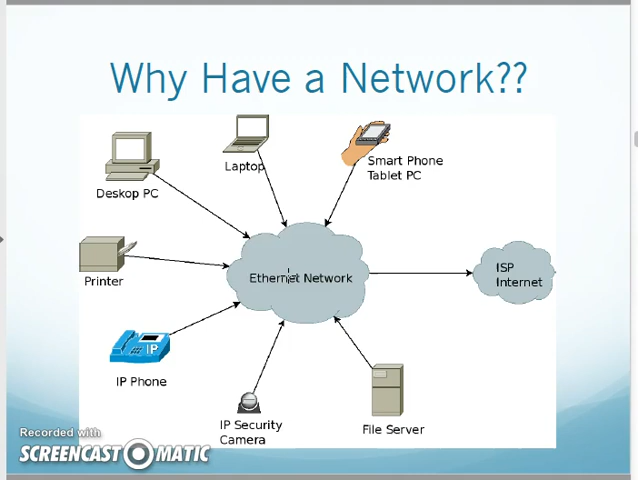 Why Have a Network??
Laptop
Smart Phone
Tablet PC
Deskop PC
Ethernet Network
ISP
Internet
Printer
IP
IP Phone
IP Security
Camera
File Server
Recorded with
SCREENCAST-O-MATIC